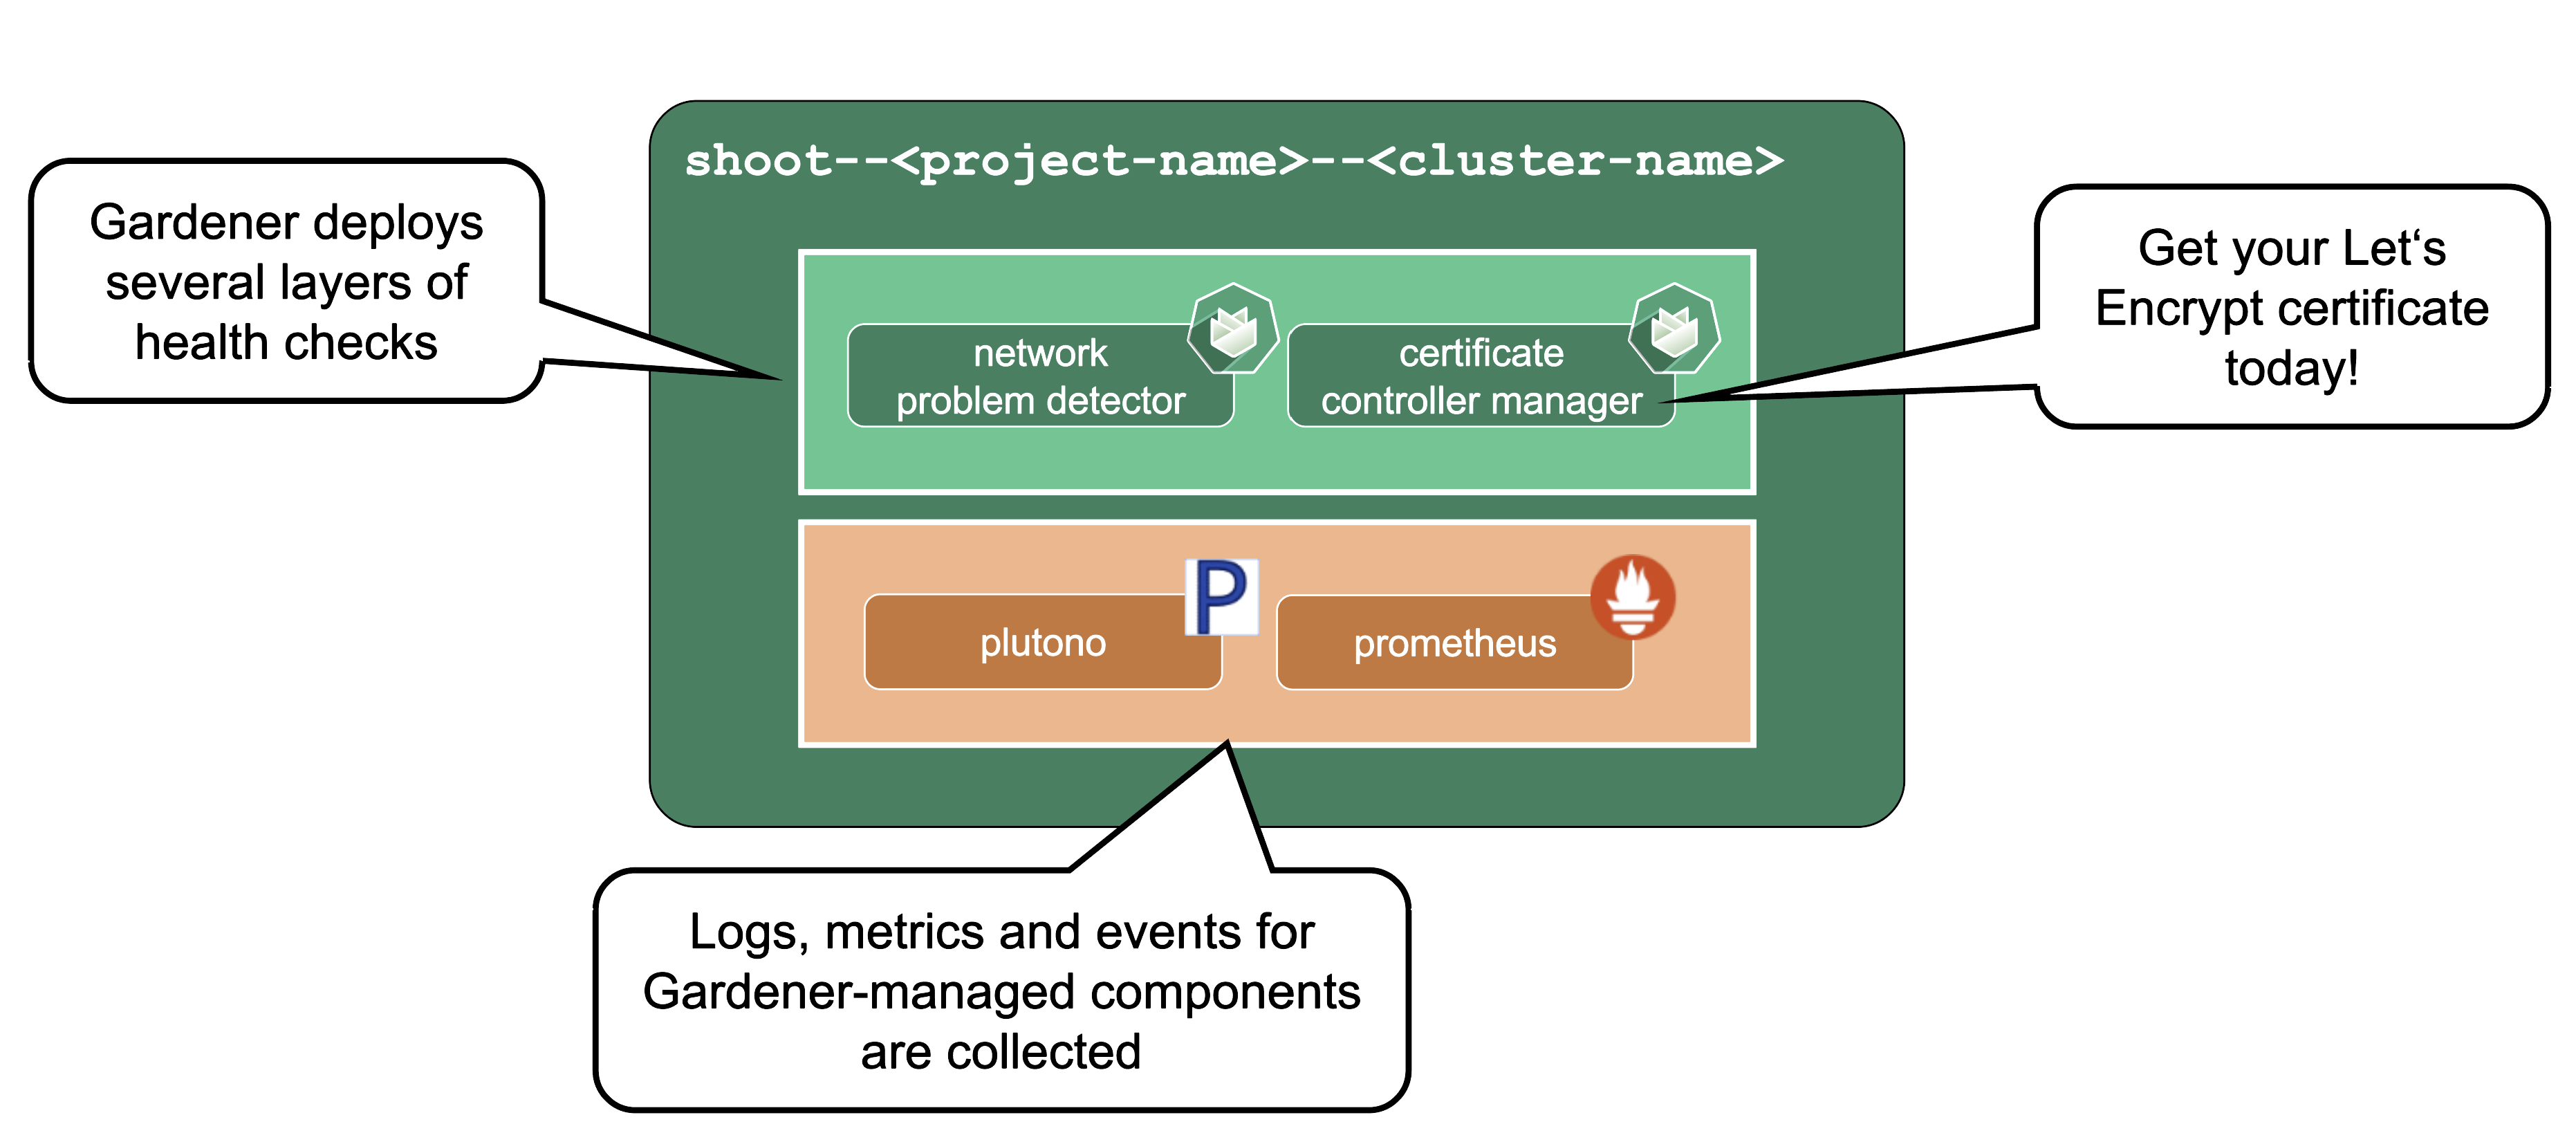 shoot--<project-name>--<cluster-name>
Gardener deploys
several layers of
health checks
network
problem detector
certificate
controller manager
Get your Let‘s
Encrypt certificate
today!
plutono
P
prometheus
Logs, metrics and events for
Gardener-managed components
are collected